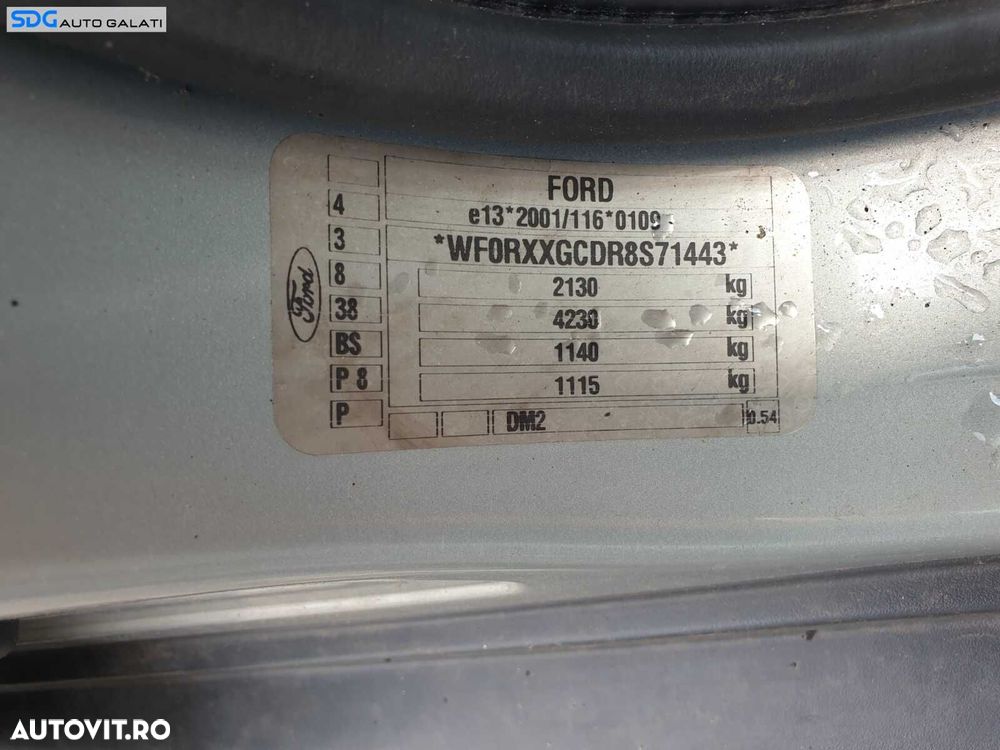 SDG AUTO GALATI
FORD
e13*2001/116*0109
*WF0RXXGCDR8S71443*
2130 kg
4230 kg
1140 kg
1115 kg
4
3
8
38
BS
P 8
P
Ford
DM2
0.54
AUTOVIT.RO